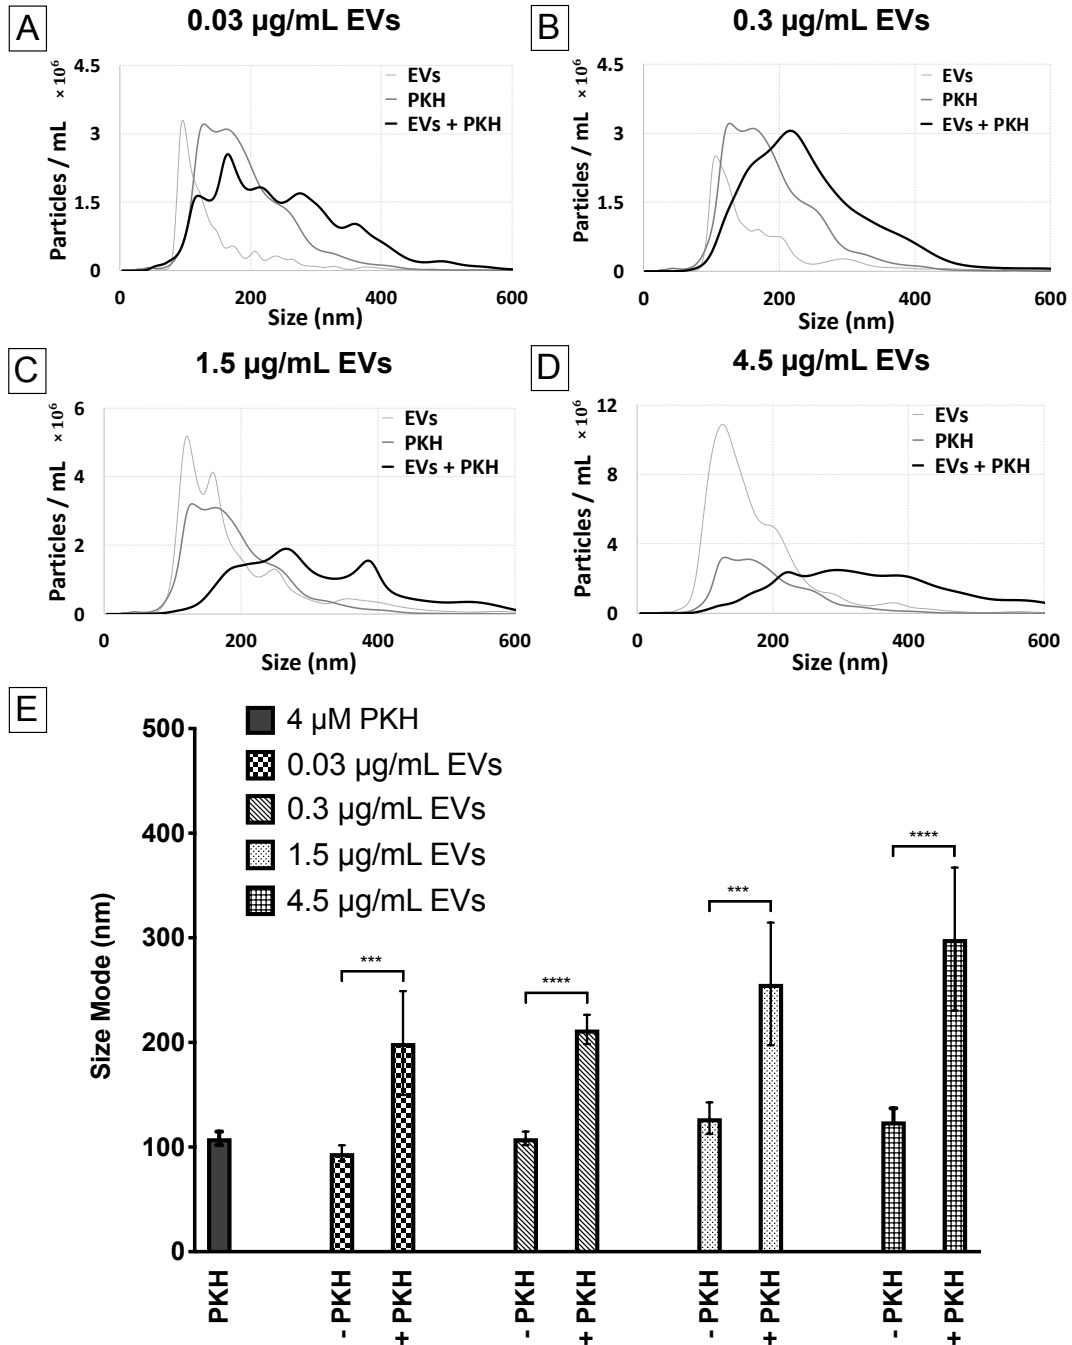 A
0.03 µg/mL EVs
Particles / mL × 10⁶
4.5
3
1.5
0
EVs
PKH
EVs + PKH
0 200 400 600
Size (nm)
B
0.3 µg/mL EVs
Particles / mL × 10⁶
4.5
3
1.5
0
EVs
PKH
EVs + PKH
0 200 400 600
Size (nm)
C
1.5 µg/mL EVs
Particles / mL × 10⁶
6
4
2
0
EVs
PKH
EVs + PKH
0 200 400 600
Size (nm)
D
4.5 µg/mL EVs
Particles / mL × 10⁶
12
8
4
0
EVs
PKH
EVs + PKH
0 200 400 600
Size (nm)
E
Size Mode (nm)
500
400
300
200
100
0
4 µM PKH
0.03 µg/mL EVs
0.3 µg/mL EVs
1.5 µg/mL EVs
4.5 µg/mL EVs
***
****
***
****
PKH
- PKH
+ PKH
- PKH
+ PKH
- PKH
+ PKH
- PKH
+ PKH